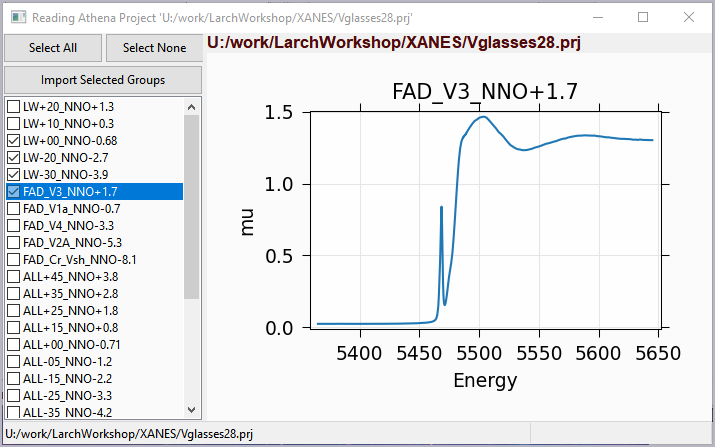 Reading Athena Project 'U:/work/LarchWorkshop/XANES/Vglasses28.prj'
Select All
Select None
Import Selected Groups
LW+20_NNO+1.3
LW+10_NNO+0.3
LW+00_NNO-0.68
LW-20_NNO-2.7
LW-30_NNO-3.9
FAD_V3_NNO+1.7
FAD_V1a_NNO-0.7
FAD_V4_NNO-3.3
FAD_V2A_NNO-5.3
FAD_Cr_Vsh_NNO-8.1
ALL+45_NNO+3.8
ALL+35_NNO+2.8
ALL+25_NNO+1.8
ALL+15_NNO+0.8
ALL+00_NNO-0.71
ALL-05_NNO-1.2
ALL-15_NNO-2.2
ALL-25_NNO-3.3
ALL-35_NNO-4.2
U:/work/LarchWorkshop/XANES/Vglasses28.prj
FAD_V3_NNO+1.7
1.5
1.0
0.5
0.0
mu
5400 5450 5500 5550 5600 5650
Energy
U:/work/LarchWorkshop/XANES/Vglasses28.prj